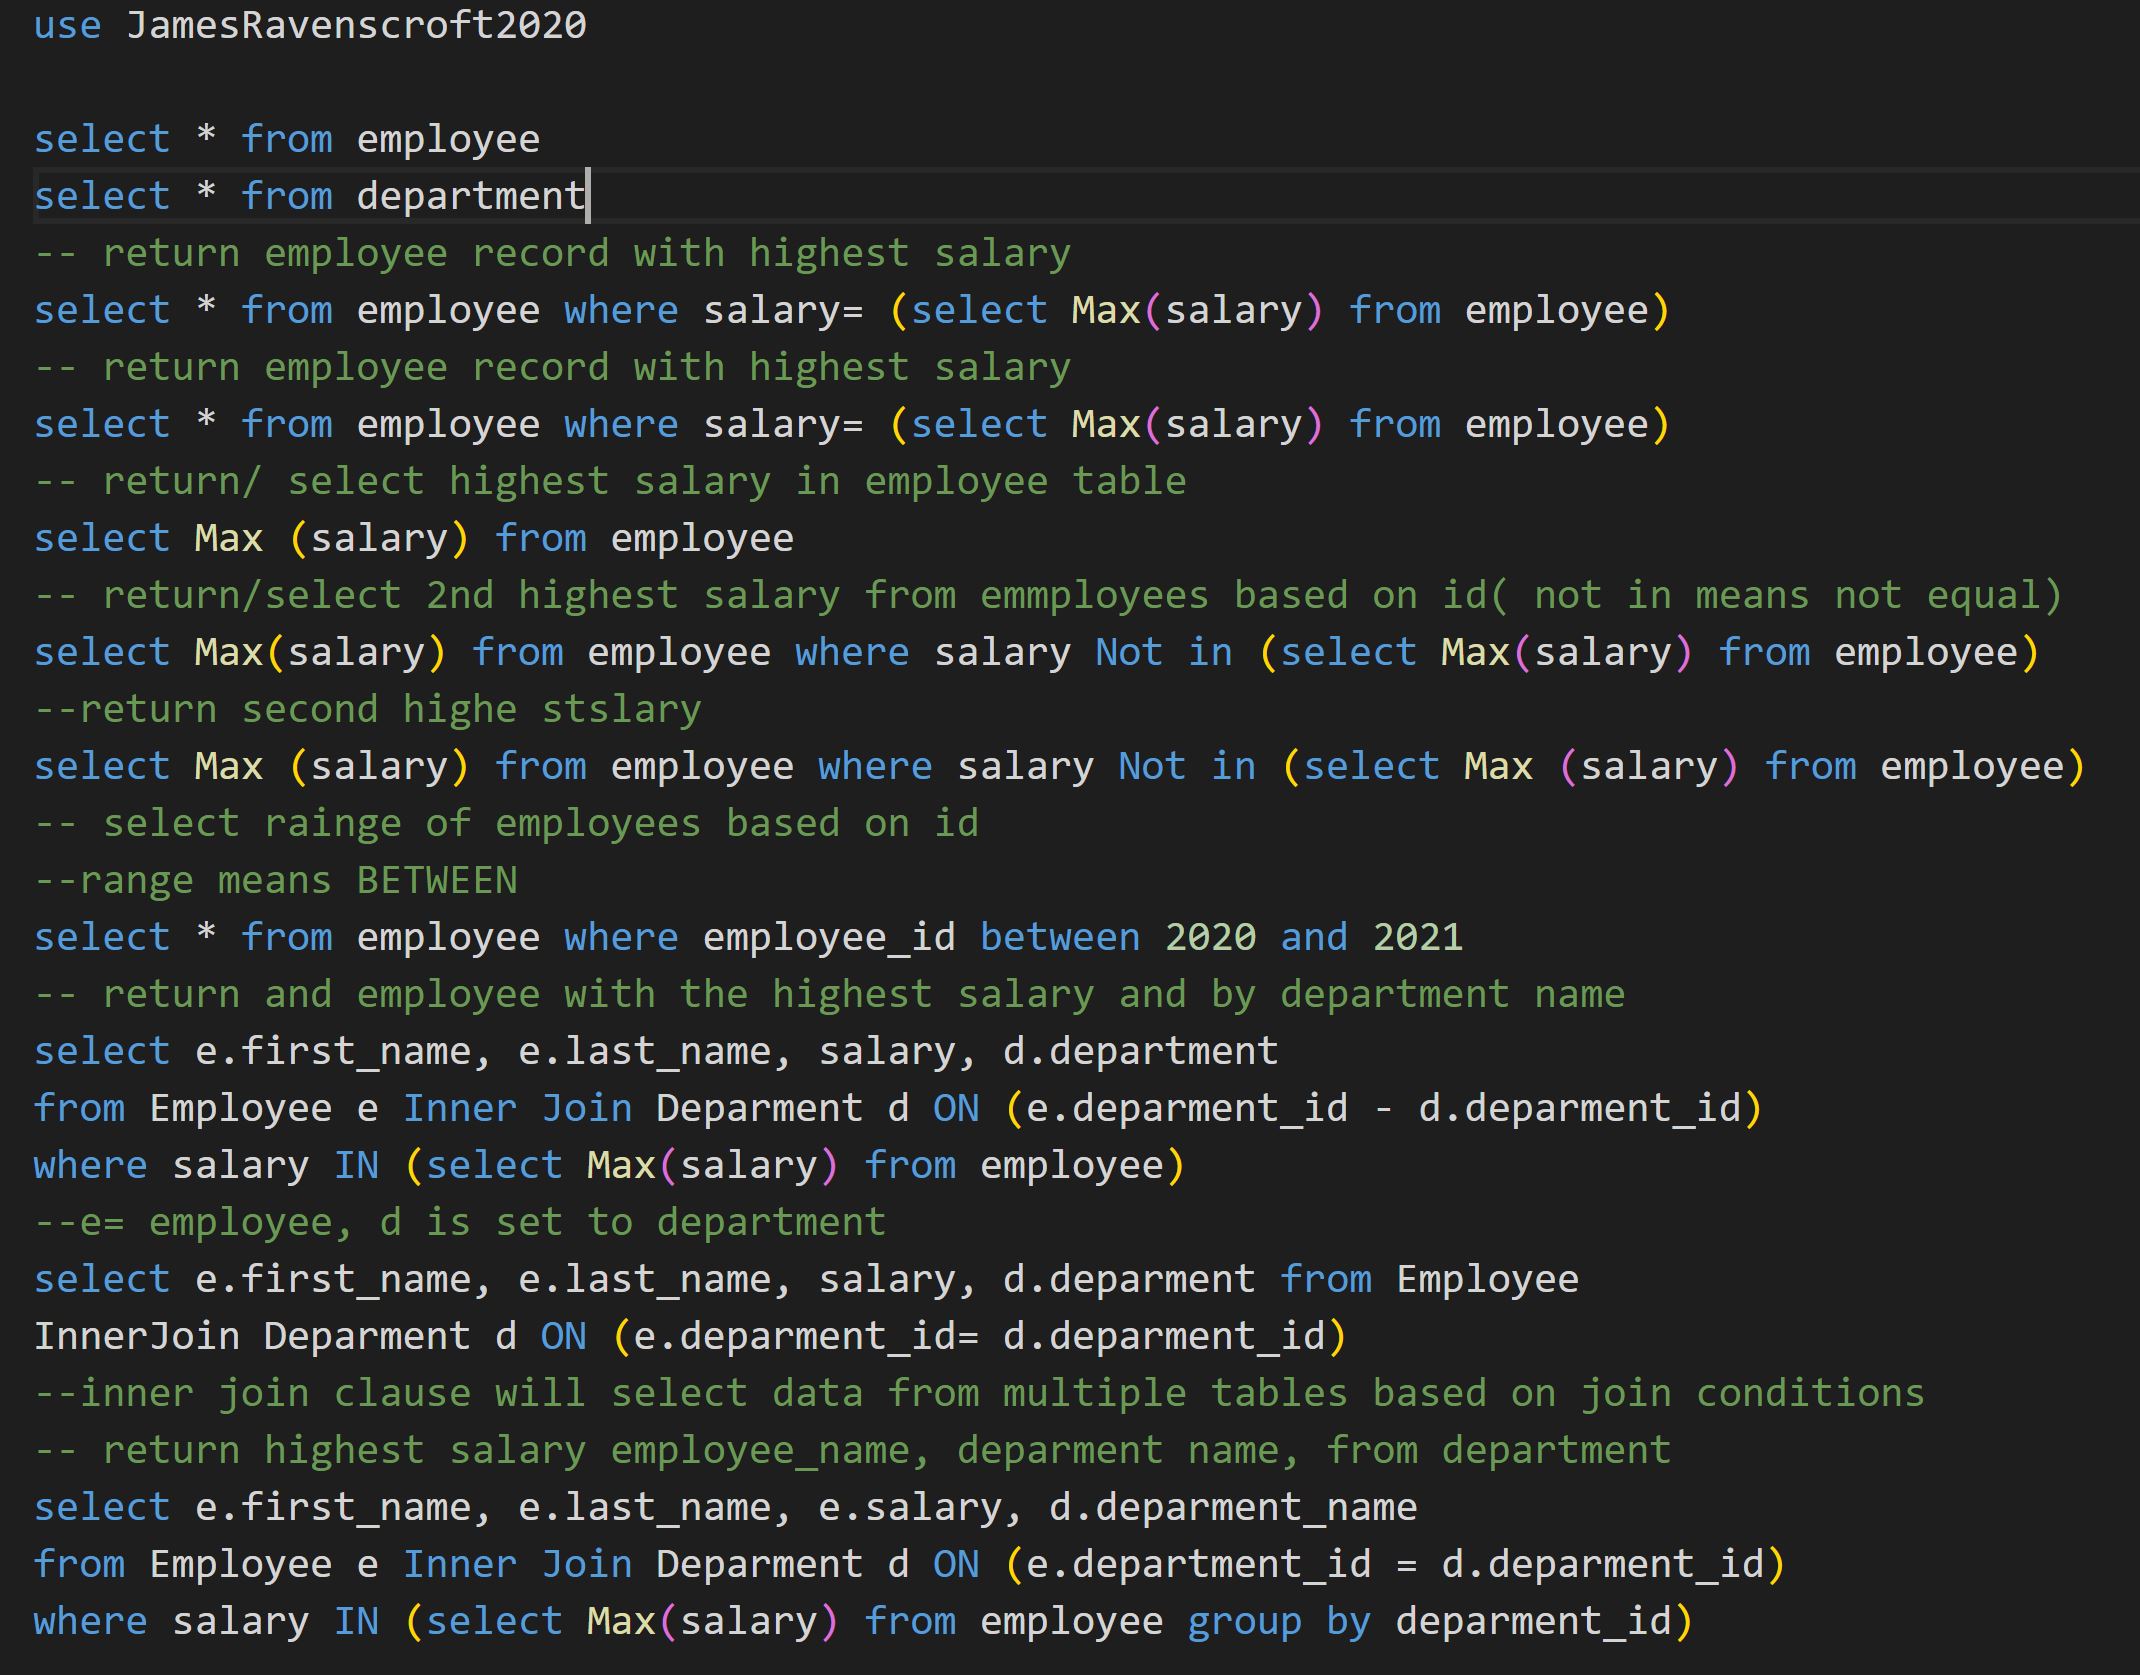 use JamesRavenscroft2020
select * from employee
select * from department
-- return employee record with highest salary
select * from employee where salary= (select Max(salary) from employee)
-- return employee record with highest salary
select * from employee where salary= (select Max(salary) from employee)
-- return/ select highest salary in employee table
select Max (salary) from employee
-- return/select 2nd highest salary from emmployees based on id( not in means not equal)
select Max(salary) from employee where salary Not in (select Max(salary) from employee)
--return second highe stslary
select Max (salary) from employee where salary Not in (select Max (salary) from employee)
-- select rainge of employees based on id
--range means BETWEEN
select * from employee where employee_id between 2020 and 2021
-- return and employee with the highest salary and by department name
select e.first_name, e.last_name, salary, d.department
from Employee e Inner Join Deparment d ON (e.deparment_id - d.deparment_id)
where salary IN (select Max(salary) from employee)
--e= employee, d is set to department
select e.first_name, e.last_name, salary, d.deparment from Employee
InnerJoin Deparment d ON (e.deparment_id= d.deparment_id)
--inner join clause will select data from multiple tables based on join conditions
-- return highest salary employee_name, deparment name, from department
select e.first_name, e.last_name, e.salary, d.deparment_name
from Employee e Inner Join Deparment d ON (e.department_id = d.deparment_id)
where salary IN (select Max(salary) from employee group by deparment_id)